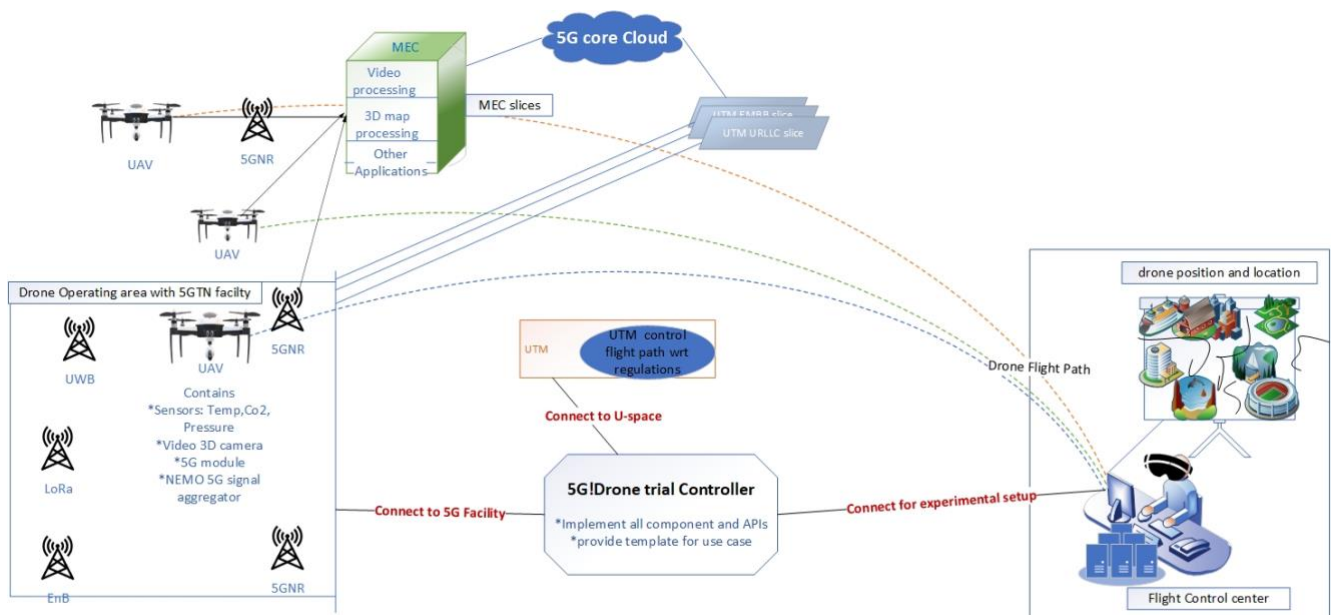 5G core Cloud
MEC
Video
processing
3D map
processing
Other
Applications
MEC slices
UTM EMBB slice
UTM URLLC slice
UAV
5GNR
UAV
Drone Operating area with 5GTN facilty
5GNR
UWB
UAV
Contains
*Sensors: Temp,Co2,
Pressure
*Video 3D camera
*5G module
*NEMO 5G signal
aggregator
LoRa
EnB
5GNR
UTM
UTM control
flight path wrt
regulations
Connect to U-space
5G!Drone trial Controller
*Implement all component and APIs
*provide template for use case
Connect to 5G Facility
Connect for experimental setup
Drone Flight Path
drone position and location
Flight Control center